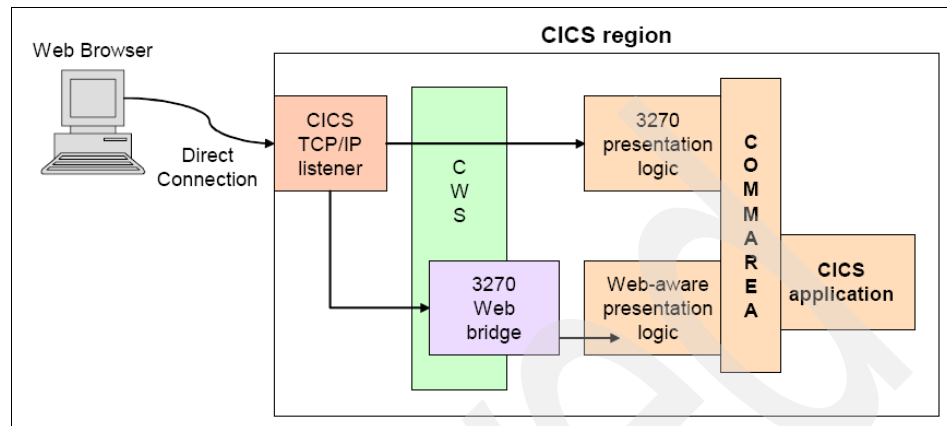 CICS region
Web Browser
Direct
Connection
CICS
TCP/IP
listener
C
W
S
3270
presentation
logic
3270
Web
bridge
Web-aware
presentation
logic
C
O
M
M
A
R
E
A
CICS
application